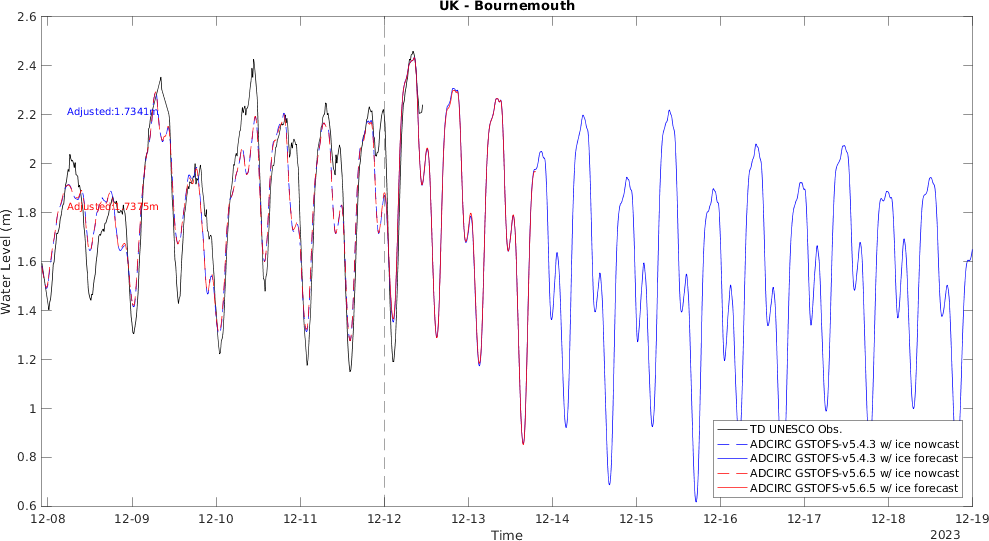 UK - Bournemouth
2.6
2.4
2.2
2
1.8
1.6
1.4
1.2
1
0.8
0.6
Water Level (m)
Adjusted:1.7341m
TD UNESCO Obs.
ADCIRC GSTOFS-v5.4.3 w/ ice nowcast
ADCIRC GSTOFS-v5.4.3 w/ ice forecast
ADCIRC GSTOFS-v5.6.5 w/ ice nowcast
ADCIRC GSTOFS-v5.6.5 w/ ice forecast
12-08 12-09 12-10 12-11 12-12 12-13 12-14 12-15 12-16 12-17 12-18 12-19
Time
2023